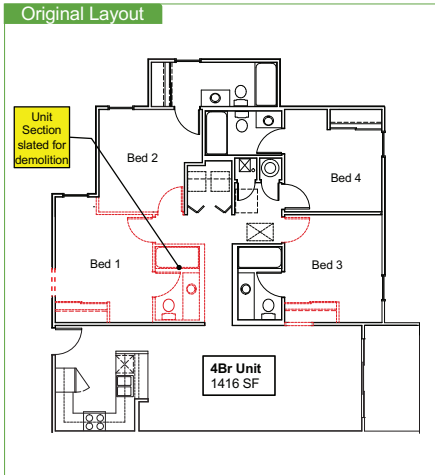 Original Layout
Unit
Section
slated for
demolition
Bed 2
Bed 4
Bed 1
Bed 3
4Br Unit
1416 SF